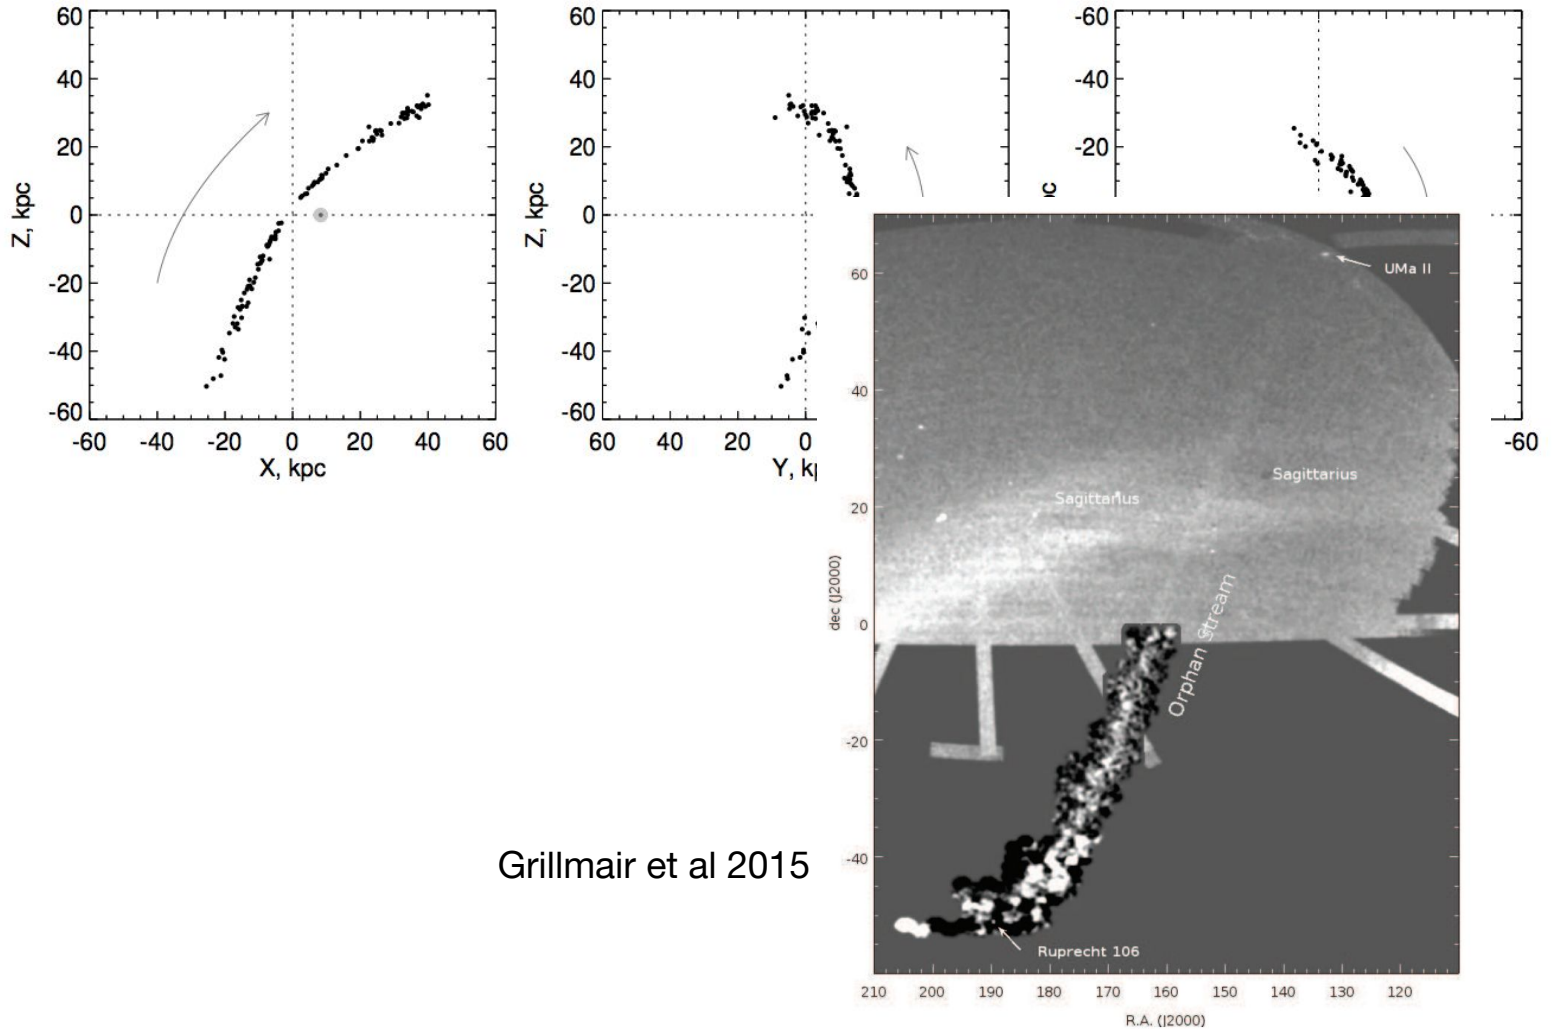 60
40
20
0
-20
-40
-60
Z, kpc
-60 -40 -20 0 20 40 60
X, kpc
60
40
20
0
-20
-40
-60
Z, kpc
60 40 20 0
Y, k
-60
-40
-20
-60
60
40
20
0
-20
-40
dec (J2000)
UMa II
Sagittarius
Sagittarius
Orphan Stream
Ruprecht 106
210 200 190 180 170 160 150 140 130 120
R.A. (J2000)
Grillmair et al 2015